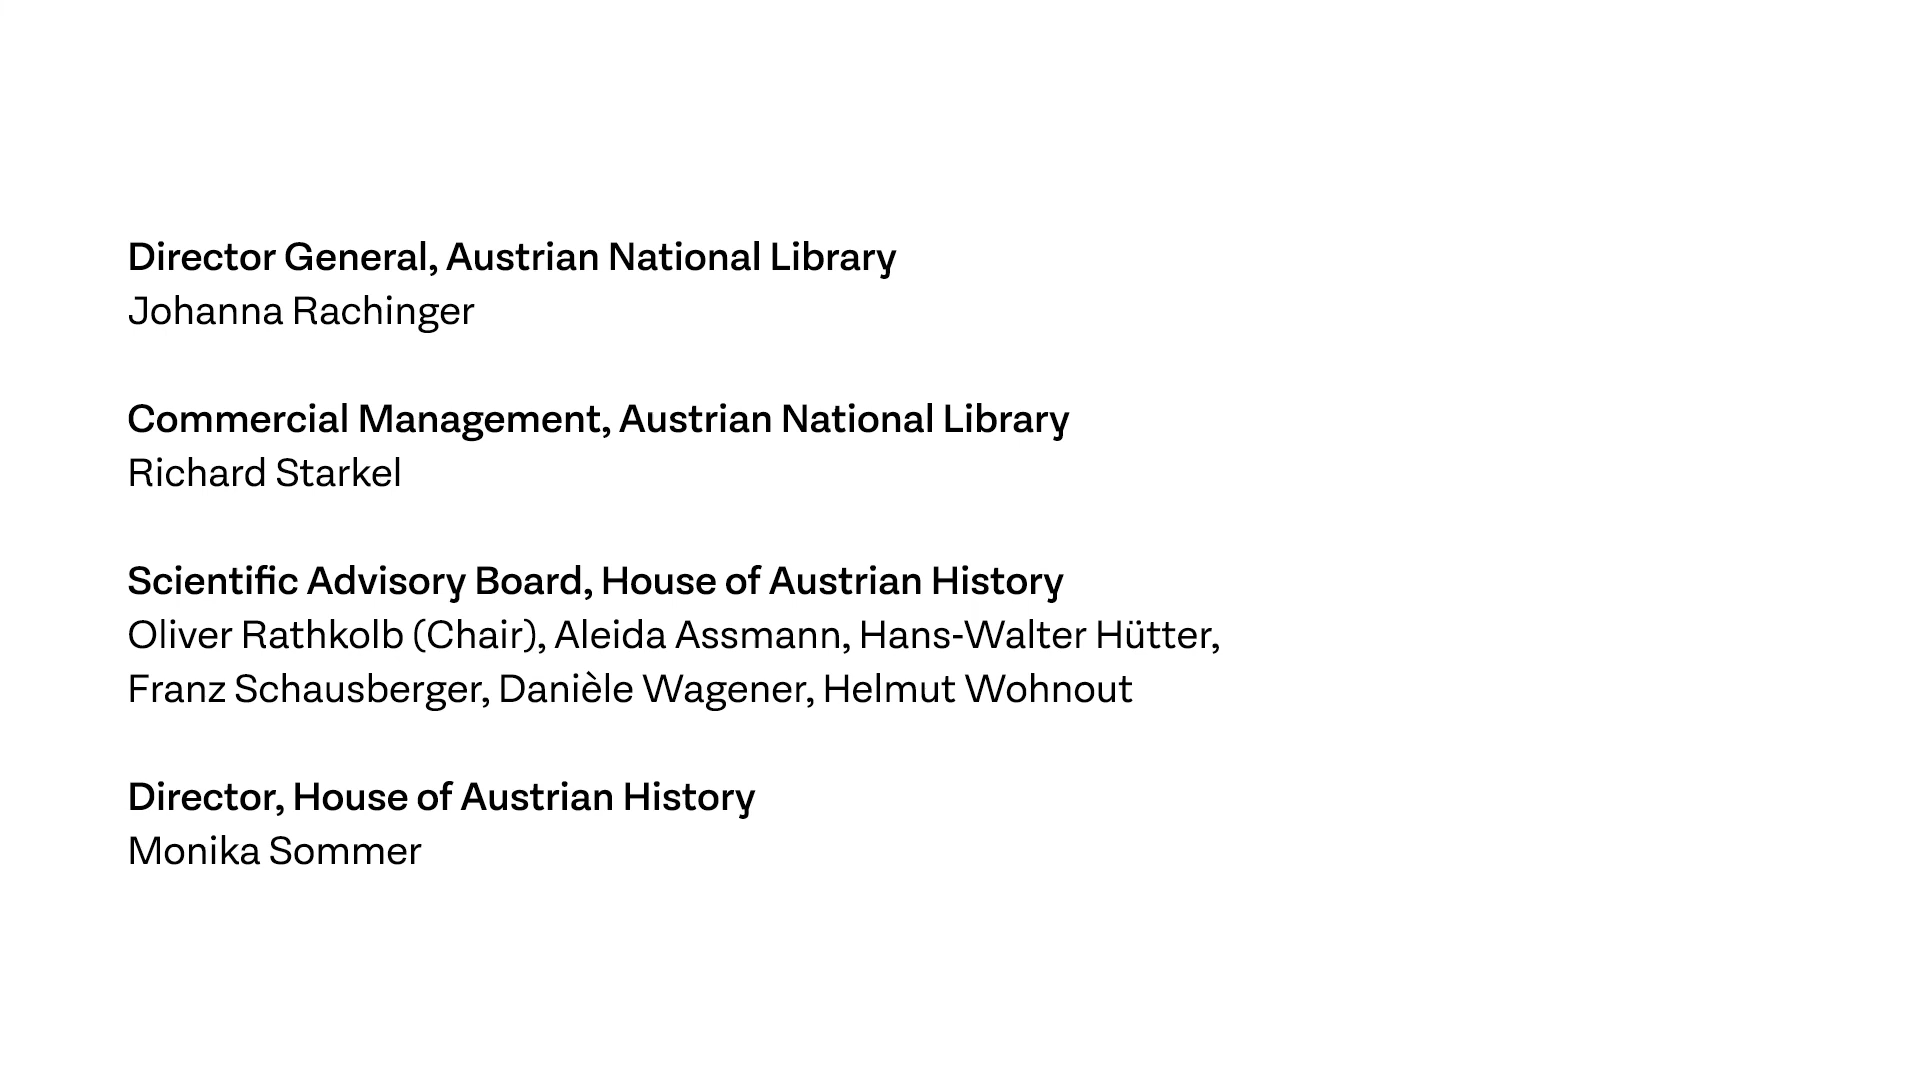 Director General, Austrian National Library
Johanna Rachinger
Commercial Management, Austrian National Library
Richard Starkel
Scientific Advisory Board, House of Austrian History
Oliver Rathkolb (Chair), Aleida Assmann, Hans-Walter Hütter,
Franz Schausberger, Danièle Wagener, Helmut Wohnout
Director, House of Austrian History
Monika Sommer